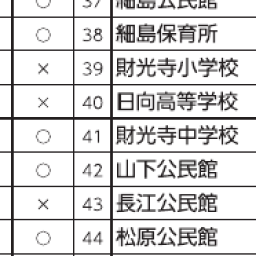 ○ 37 細島公民館
○ 38 細島保育所
× 39 財光寺小学校
× 40 日向高等学校
○ 41 財光寺中学校
○ 42 山下公民館
× 43 長江公民館
○ 44 松原公民館